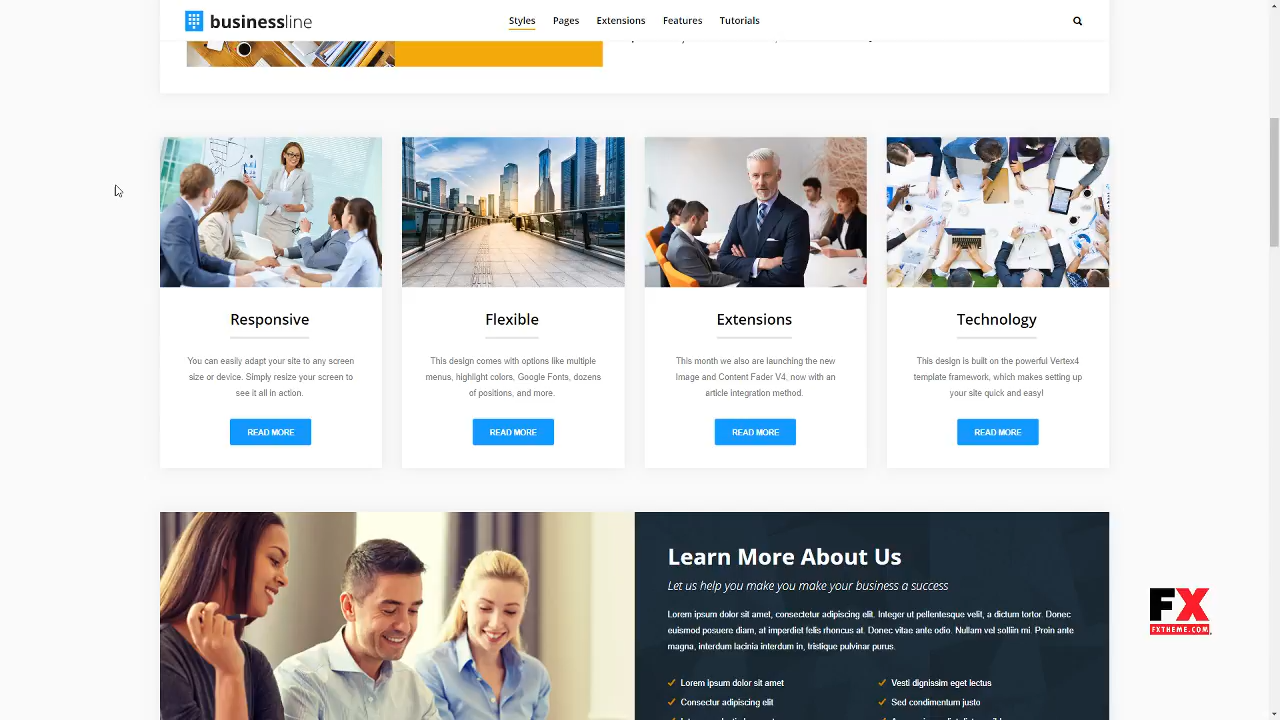 businessline
Styles Pages Extensions Features Tutorials
Responsive
You can easily adapt your site to any screen
size or device. Simply resize your screen to
see it all in action.
READ MORE
Flexible
This design comes with options like multiple
menus, highlight colors, Google Fonts, dozens
of positions, and more.
READ MORE
Extensions
This month we also are launching the new
Image and Content Fader V4, now with an
article integration method.
READ MORE
Technology
This design is built on the powerful Vertex4
template framework, which makes setting up
your site quick and easy!
READ MORE
Learn More About Us
Let us help you make you make your business a success
Lorem ipsum dolor sit amet, consectetur adipiscing elit. Integer ut pellentesque velit, a dictum tortor. Donec
euismod posuere diam, at imperdiet felis rhoncus at. Donec vitae ante odio. Nullam vel sollin mi. Proin ante
magna, interdum lacinia interdum in, tristique pulvinar purus.
Lorem ipsum dolor sit amet
Vesti dignissim eget lectus
Consectur adipiscing elit
Sed condimentum justo
FX
FXTHEME.COM